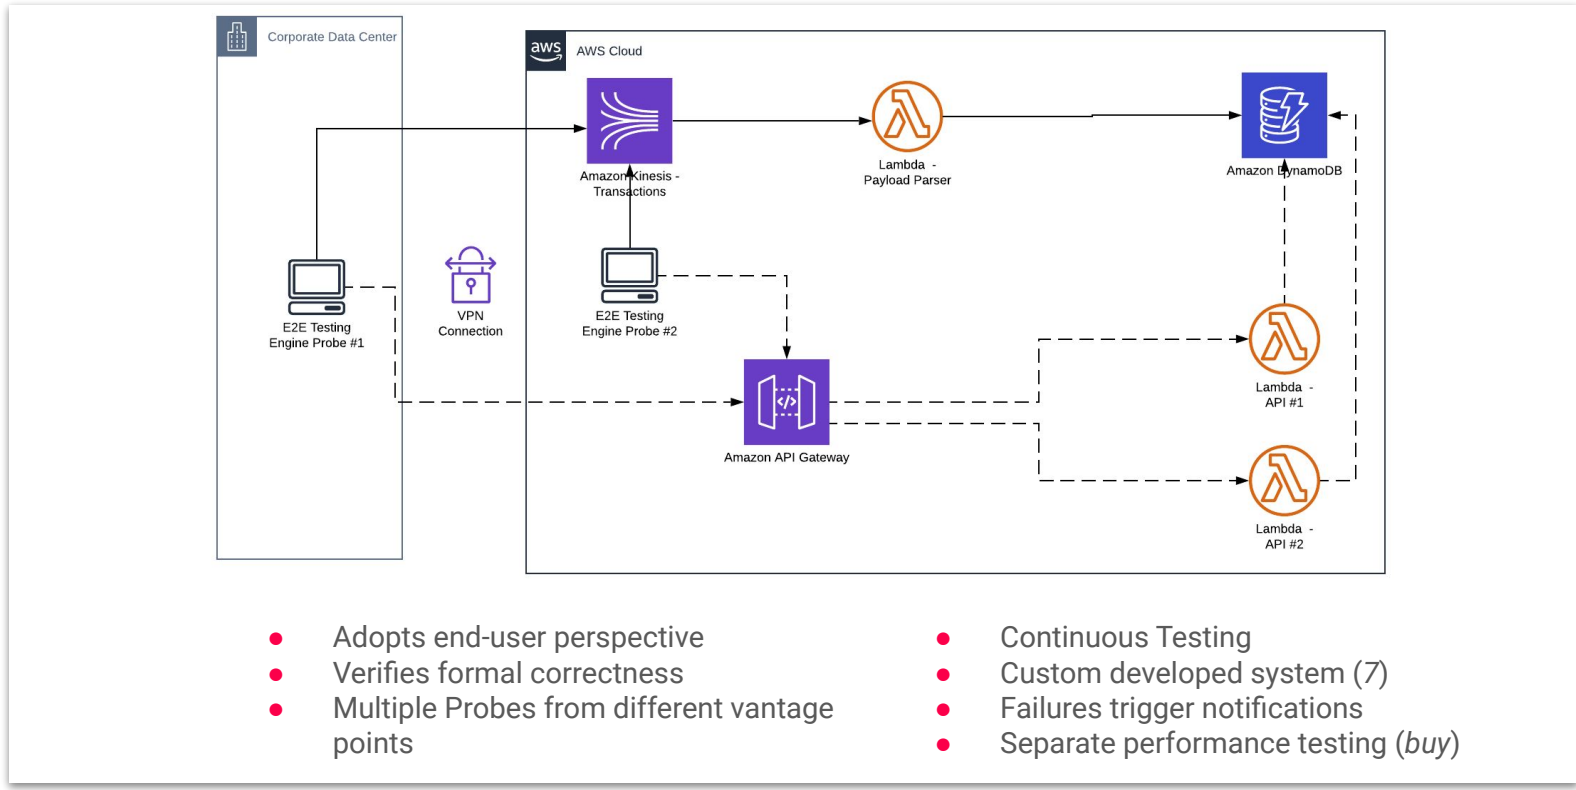 Corporate Data Center
aws
AWS Cloud
Amazon Kinesis -
Transactions
Lambda -
Payload Parser
Amazon DynamoDB
E2E Testing
Engine Probe #1
VPN
Connection
E2E Testing
Engine Probe #2
</>
Amazon API Gateway
Lambda -
API #1
Lambda -
API #2
● Adopts end-user perspective
● Verifies formal correctness
● Multiple Probes from different vantage
points
● Continuous Testing
● Custom developed system (7)
● Failures trigger notifications
● Separate performance testing (buy)